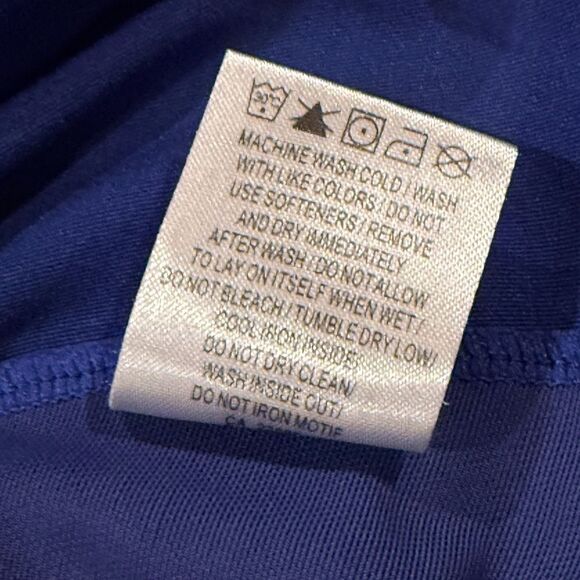 30°C
MACHINE WASH COLD / WASH
WITH LIKE COLORS / DO NOT
USE SOFTENERS / REMOVE
AND DRY IMMEDIATELY
AFTER WASH / DO NOT ALLOW
TO LAY ON ITSELF WHEN WET /
DO NOT BLEACH / TUMBLE DRY LOW/
COOL IRON INSIDE/
DO NOT DRY CLEAN/
WASH INSIDE OUT/
DO NOT IRON MOTIF